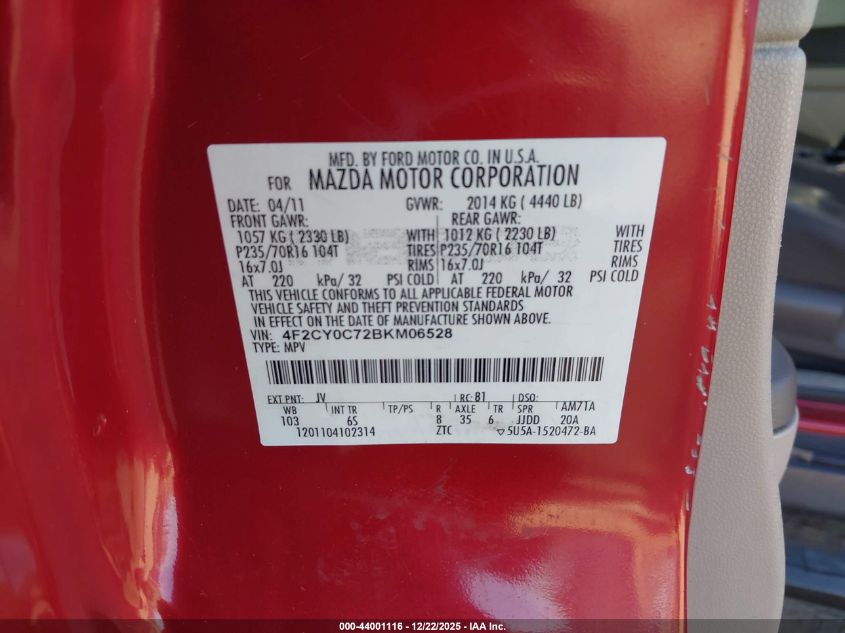 MFD. BY FORD MOTOR CO. IN U.S.A.
FOR MAZDA MOTOR CORPORATION
DATE: 04/11 GVWR: 2014 KG ( 4440 LB)
FRONT GAWR: REAR GAWR:
1057 KG ( 2330 LB) WITH 1012 KG ( 2230 LB) WITH
P235/70R16 104T TIRES P235/70R16 104T TIRES
16x7.0J RIMS 16x7.0J RIMS
AT 220 kPa/ 32 PSI COLD AT 220 kPa/ 32 PSI COLD
THIS VEHICLE CONFORMS TO ALL APPLICABLE FEDERAL MOTOR
VEHICLE SAFETY AND THEFT PREVENTION STANDARDS
IN EFFECT ON THE DATE OF MANUFACTURE SHOWN ABOVE.
VIN: 4F2CY0C72BKM06528
TYPE: MPV
EXT PNT: JV RC: 81 DSO:
WB INT TR TP/PS R AXLE TR SPR AM71A
103 6S 8 35 6 JJDD 20A
1201104102314 ZTC 5U5A-1520472-BA
000-44001116 - 12/22/2025 - IAA Inc.